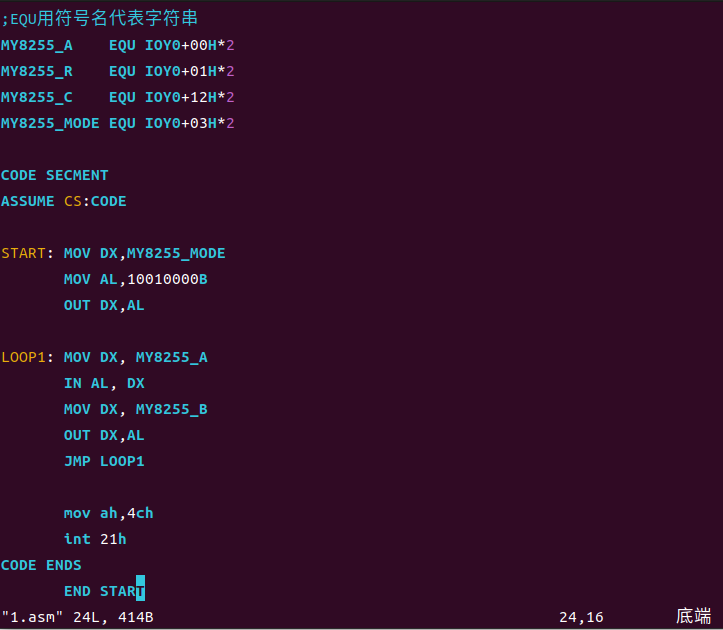 ;EQU用符号名代表字符串
MY8255_A    EQU IOY0+00H*2
MY8255_R    EQU IOY0+01H*2
MY8255_C    EQU IOY0+12H*2
MY8255_MODE EQU IOY0+03H*2
CODE SECMENT
ASSUME CS:CODE
START: MOV DX,MY8255_MODE
       MOV AL,10010000B
       OUT DX,AL
LOOP1: MOV DX, MY8255_A
       IN AL, DX
       MOV DX, MY8255_B
       OUT DX,AL
       JMP LOOP1
       mov ah,4ch
       int 21h
CODE ENDS
       END START
"1.asm" 24L, 414B 24,16 底端